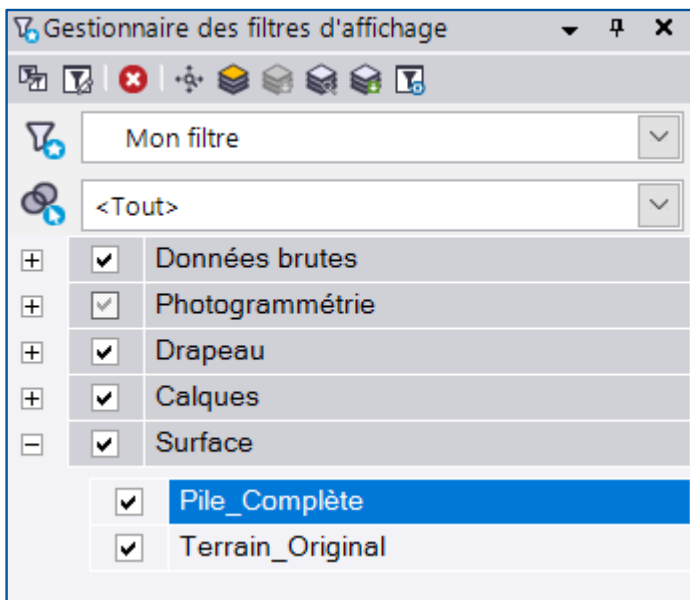 Gestionnaire des filtres d'affichage
Mon filtre
<Tout>
Données brutes
Photogrammétrie
Drapeau
Calques
Surface
Pile_Complète
Terrain_Original